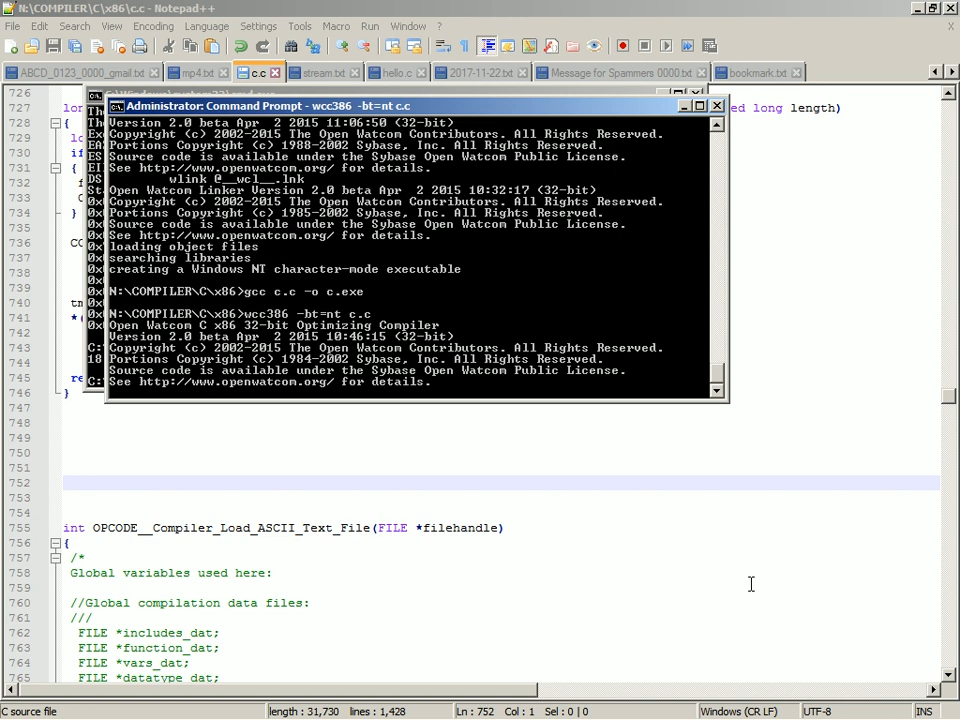 N:\COMPILER\C\x86\c.c - Notepad++
File Edit Search View Encoding Language Settings Tools Macro Run Window ?
X
ABCD_0123_0000_gmail.txt mp4.txt c.c stream.txt hello.c 2017-11-22.txt Message for Spammers 0000.txt bookmark.txt
726
727 lon ed long length)
728 {
729 lo
730 if
731 {
732 f
733
734 }
735
736 CO
737
738
739
740 tm
741 *(
742
743
744
745 re
746 }
747
748
749
750
751
752
753
754
755 int OPCODE__Compiler_Load_ASCII_Text_File(FILE *filehandle)
756 {
757 /*
758 Global variables used here:
759
760 //Global compilation data files:
761 ///
762 FILE *includes_dat;
763 FILE *function_dat;
764 FILE *vars_dat;
765 FILE *datatype_dat;
Administrator: Command Prompt - wcc386 -bt=nt c.c
Version 2.0 beta Apr 2 2015 11:06:50 (32-bit)
Copyright (c) 2002-2015 The Open Watcom Contributors. All Rights Reserved.
Portions Copyright (c) 1988-2002 Sybase, Inc. All Rights Reserved.
Source code is available under the Sybase Open Watcom Public License.
See http://www.openwatcom.org/ for details.
wlink @__wcl__.lnk
Open Watcom Linker Version 2.0 beta Apr 2 2015 10:32:17 (32-bit)
Copyright (c) 2002-2015 The Open Watcom Contributors. All Rights Reserved.
Portions Copyright (c) 1985-2002 Sybase, Inc. All Rights Reserved.
Source code is available under the Sybase Open Watcom Public License.
See http://www.openwatcom.org/ for details.
loading object files
searching libraries
creating a Windows NT character-mode executable
N:\COMPILER\C\x86>gcc c.c -o c.exe
N:\COMPILER\C\x86>wcc386 -bt=nt c.c
Open Watcom C x86 32-bit Optimizing Compiler
Version 2.0 beta Apr 2 2015 10:46:15 (32-bit)
Copyright (c) 2002-2015 The Open Watcom Contributors. All Rights Reserved.
Portions Copyright (c) 1984-2002 Sybase, Inc. All Rights Reserved.
Source code is available under the Sybase Open Watcom Public License.
See http://www.openwatcom.org/ for details.
C source file length : 31,730 lines : 1,428 Ln : 752 Col : 1 Sel : 0 | 0 Windows (CR LF) UTF-8 INS